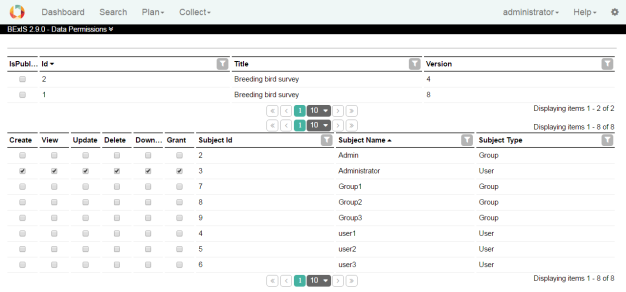 Dashboard Search Plan Collect administrator Help
BExIS 2.9.0 - Data Permissions
IsPubl... Id Title Version
2 Breeding bird survey 4
1 Breeding bird survey 8
1 10 Displaying items 1 - 2 of 2
1 10 Displaying items 1 - 8 of 8
Create View Update Delete Down... Grant Subject Id Subject Name Subject Type
2 Admin Group
3 Administrator User
7 Group1 Group
8 Group2 Group
9 Group3 Group
4 user1 User
5 user2 User
6 user3 User
1 10 Displaying items 1 - 8 of 8